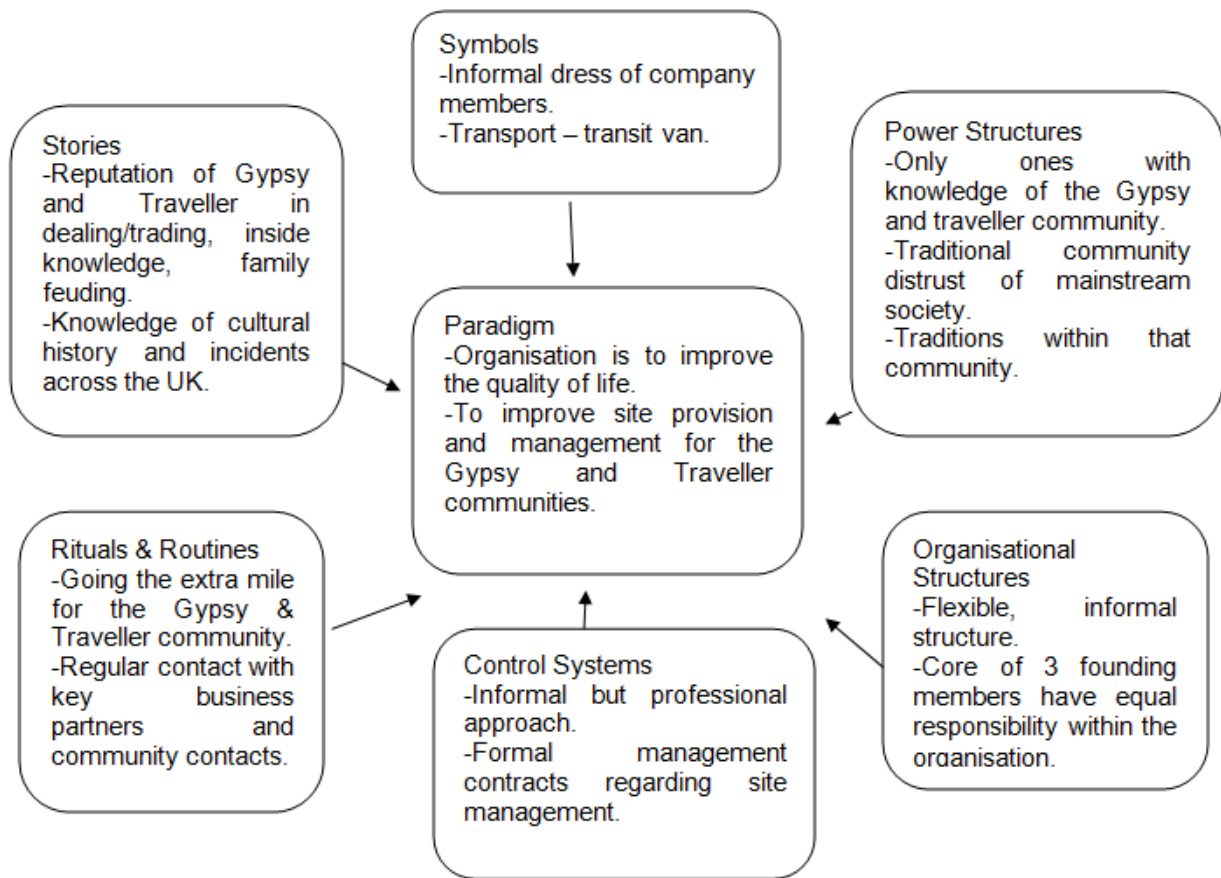 Symbols
-Informal dress of company
members.
-Transport – transit van.
Stories
-Reputation of Gypsy
and Traveller in
dealing/trading, inside
knowledge, family
feuding.
-Knowledge of cultural
history and incidents
across the UK.
Power Structures
-Only ones with
knowledge of the Gypsy
and traveller community.
-Traditional community
distrust of mainstream
society.
-Traditions within that
community.
Paradigm
-Organisation is to improve
the quality of life.
-To improve site provision
and management for the
Gypsy and Traveller
communities.
Rituals & Routines
-Going the extra mile
for the Gypsy &
Traveller community.
-Regular contact with
key business
partners and
community contacts.
Control Systems
-Informal but professional
approach.
-Formal management
contracts regarding site
management.
Organisational
Structures
-Flexible, informal
structure.
-Core of 3 founding
members have equal
responsibility within the
organisation.